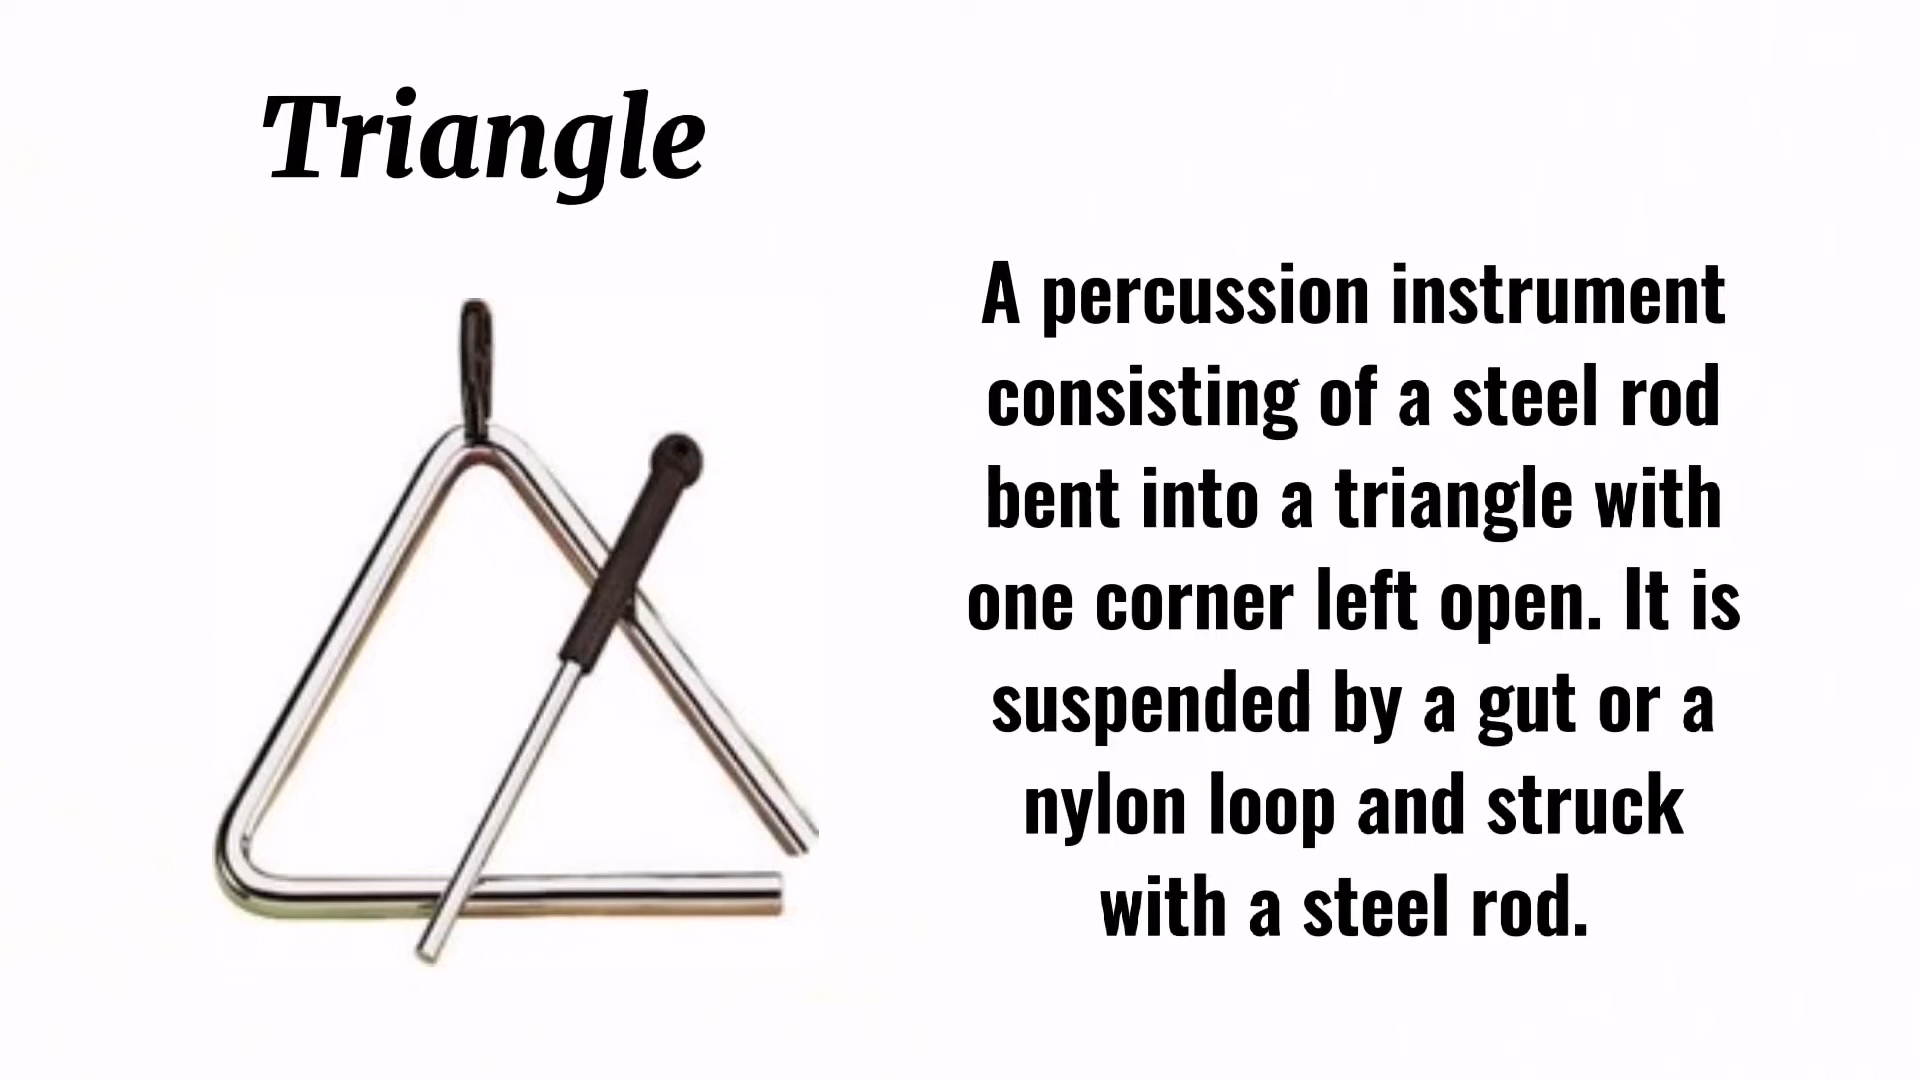 Triangle
A percussion instrument
consisting of a steel rod
bent into a triangle with
one corner left open. It is
suspended by a gut or a
nylon loop and struck
with a steel rod.